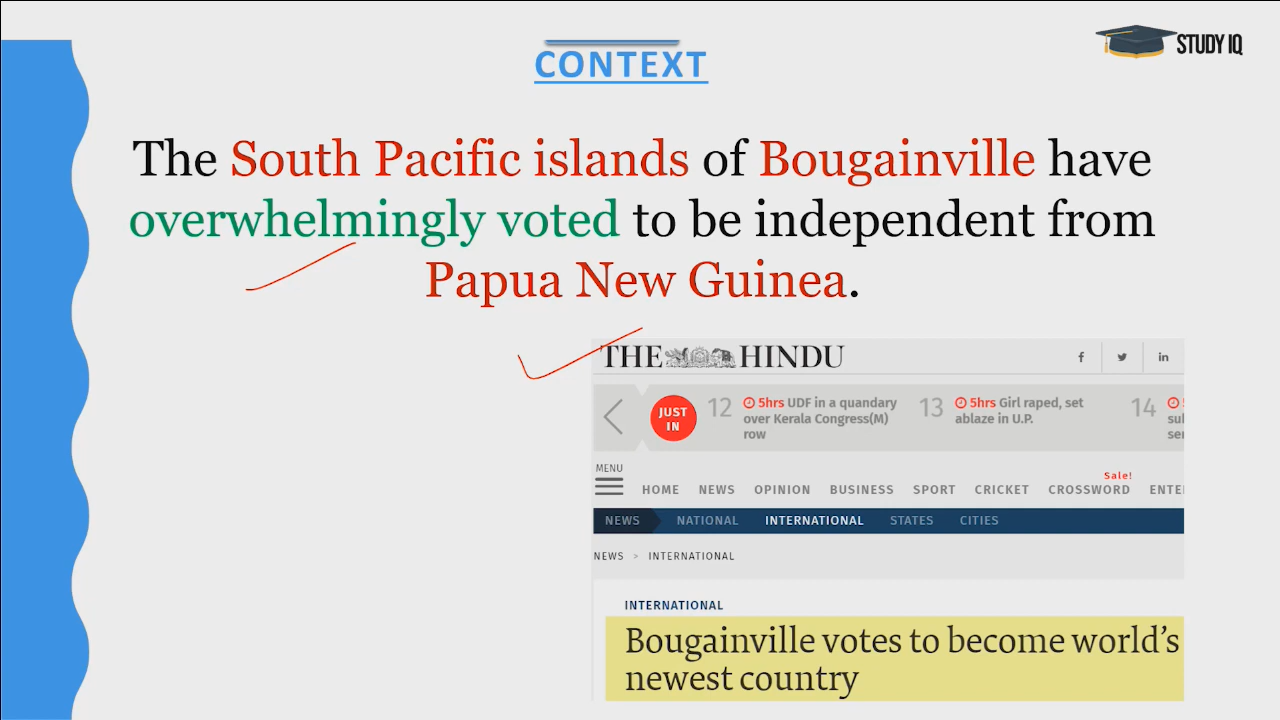 STUDY IQ
CONTEXT
The South Pacific islands of Bougainville have
overwhelmingly voted to be independent from
Papua New Guinea.
THE HINDU
JUST
IN
12
5hrs UDF in a quandary
over Kerala Congress(M)
row
13
5hrs Girl raped, set
ablaze in U.P.
14
MENU
Sale!
HOME NEWS OPINION BUSINESS SPORT CRICKET CROSSWORD
NEWS NATIONAL INTERNATIONAL STATES CITIES
NEWS > INTERNATIONAL
INTERNATIONAL
Bougainville votes to become world’s
newest country